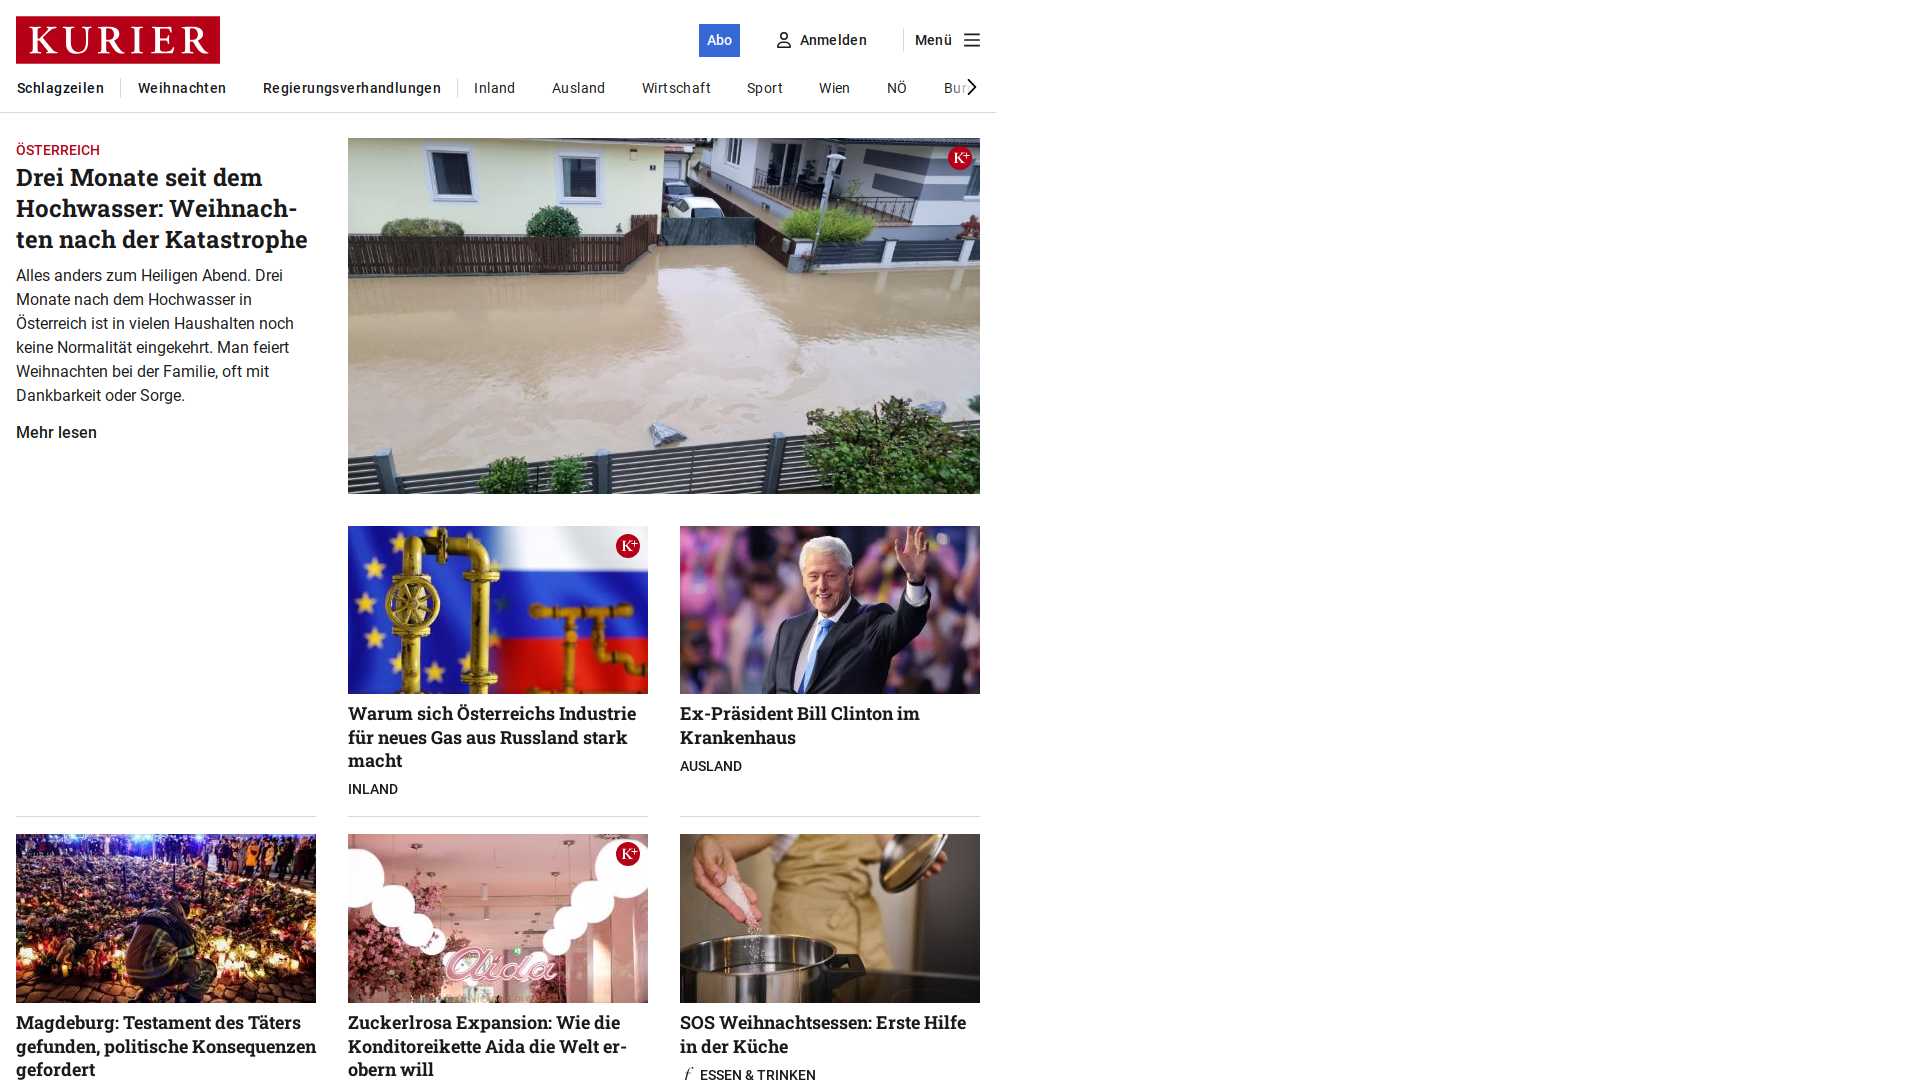 KURIER
Abo
Anmelden
Menü
Schlagzeilen
Weihnachten
Regierungsverhandlungen
Inland
Ausland
Wirtschaft
Sport
Wien
NÖ
Bur
ÖSTERREICH
Drei Monate seit dem
Hochwasser: Weihnach-
ten nach der Katastrophe
Alles anders zum Heiligen Abend. Drei
Monate nach dem Hochwasser in
Österreich ist in vielen Haushalten noch
keine Normalität eingekehrt. Man feiert
Weihnachten bei der Familie, oft mit
Dankbarkeit oder Sorge.
Mehr lesen
K+
K+
Warum sich Österreichs Industrie
für neues Gas aus Russland stark
macht
INLAND
Ex-Präsident Bill Clinton im
Krankenhaus
AUSLAND
Magdeburg: Testament des Täters
gefunden, politische Konsequenzen
gefordert
K+
Aida
Zuckerlrosa Expansion: Wie die
Konditoreikette Aida die Welt er-
obern will
SOS Weihnachtsessen: Erste Hilfe
in der Küche
f ESSEN & TRINKEN